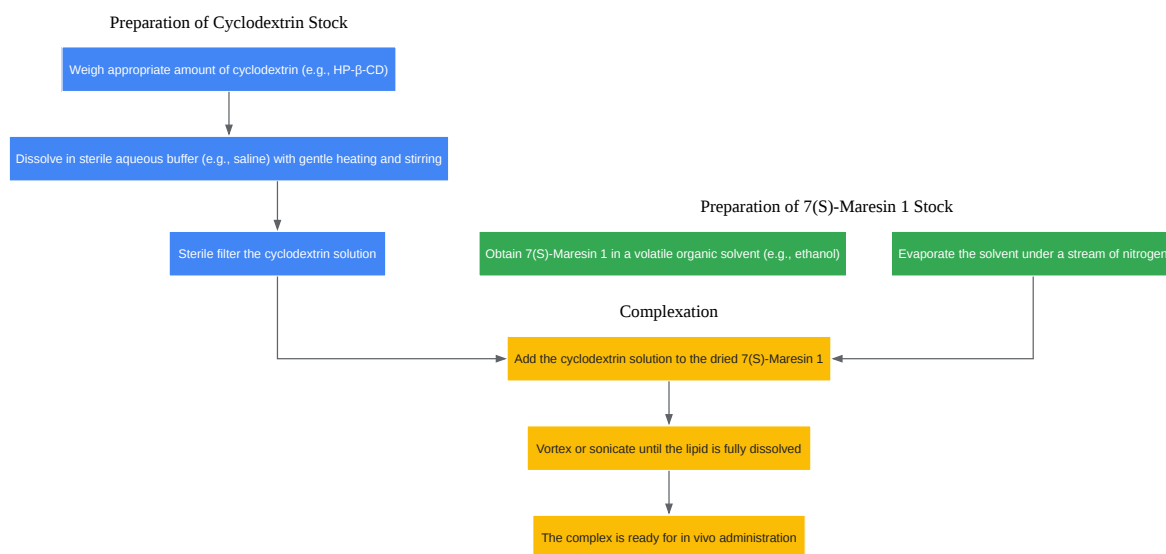 Preparation of Cyclodextrin Stock
Weigh appropriate amount of cyclodextrin (e.g., HP-β-CD)
Dissolve in sterile aqueous buffer (e.g., saline) with gentle heating and stirring
Preparation of 7(S)-Maresin 1 Stock
Sterile filter the cyclodextrin solution
Obtain 7(S)-Maresin 1 in a volatile organic solvent (e.g., ethanol)
Evaporate the solvent under a stream of nitrogen
Complexation
Add the cyclodextrin solution to the dried 7(S)-Maresin 1
Vortex or sonicate until the lipid is fully dissolved
The complex is ready for in vivo administration